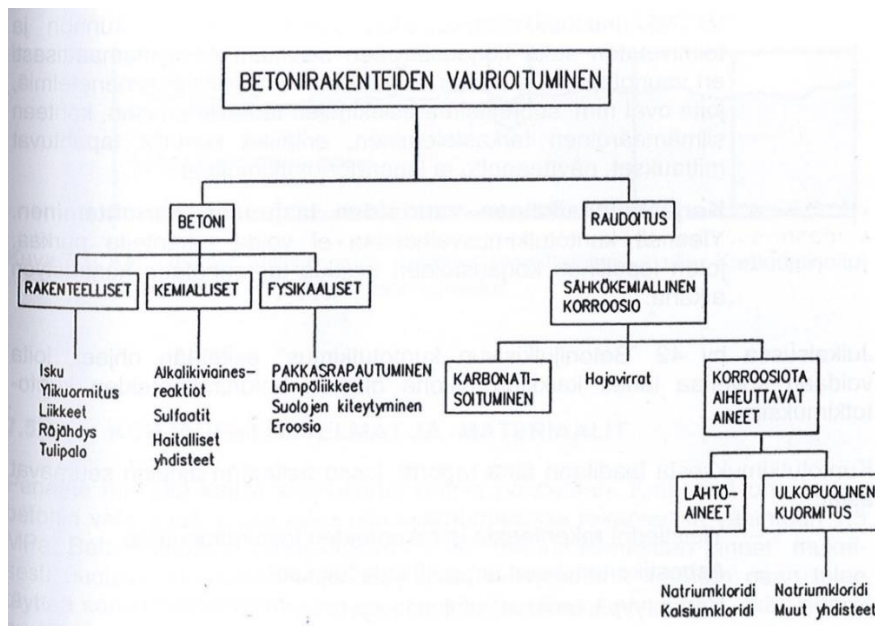 BETONIRAKENTEIDEN VAURIOITUMINEN
BETONI
RAUDOITUS
RAKENTEELLISET
KEMIALLISET
FYSIKAALISET
SÄHKÖKEMIALLINEN
KORROOSIO
Isku
Ylikuormitus
Liikkeet
Räjähdys
Tulipalo
Alkalikiviaines-
reaktiot
Sulfaatit
Haitalliset
yhdisteet
PAKKASRAPAUTUMINEN
Lämpöliikkeet
Suolojen kiteytyminen
Eroosio
KARBONATI-
SOITUMINEN
Hajavirrat
KORROOSIOTA
AIHEUTTAVAT
AINEET
LÄHTÖ-
AINEET
ULKOPUOLINEN
KUORMITUS
Natriumkloridi
Kalsiumkloridi
Natriumkloridi
Muut yhdisteet